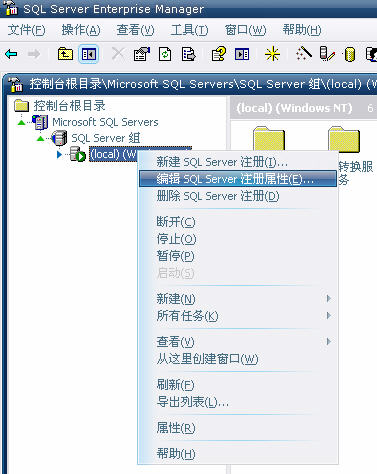 SQL Server Enterprise Manager
文件(F) 操作(A) 查看(V) 工具(T) 窗口(W) 帮助(H)
控制台根目录\Microsoft SQL Servers\SQL Server 组\(local) (
控制台根目录
Microsoft SQL Servers
SQL Server 组
(local) (W
(local) (Windows NT) 6
转换服
务
新建 SQL Server 注册(I)...
编辑 SQL Server 注册属性(E)...
删除 SQL Server 注册(D)
断开(C)
停止(O)
暂停(P)
启动(S)
新建(N)
所有任务(K)
查看(V)
从这里创建窗口(W)
刷新(F)
导出列表(L)...
属性(R)
帮助(H)